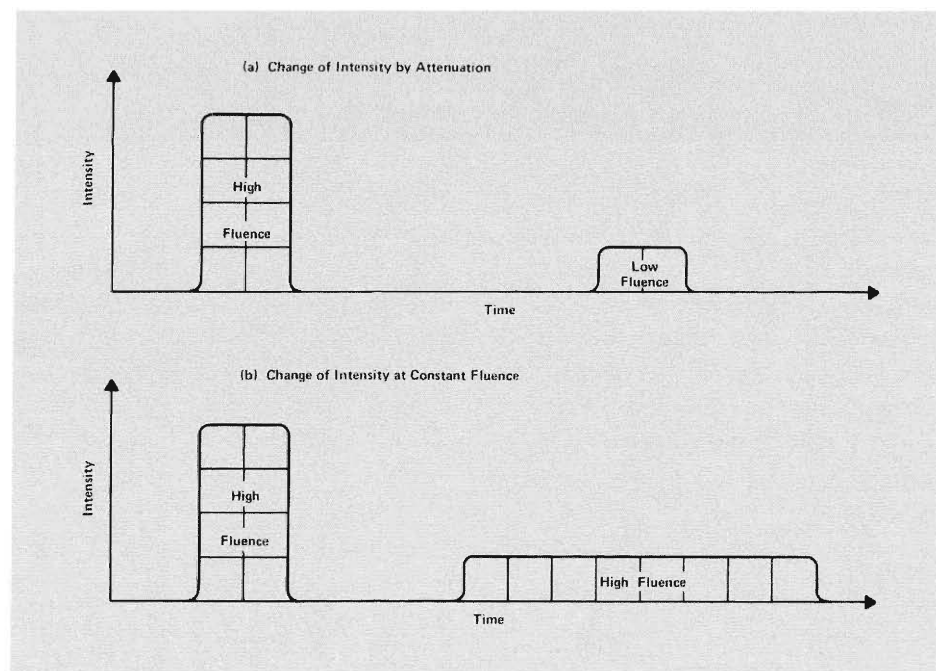 (a) Change of Intensity by Attenuation
Intensity
High
Fluence
Low
Fluence
Time
(b) Change of Intensity at Constant Fluence
Intensity
High
Fluence
High Fluence
Time